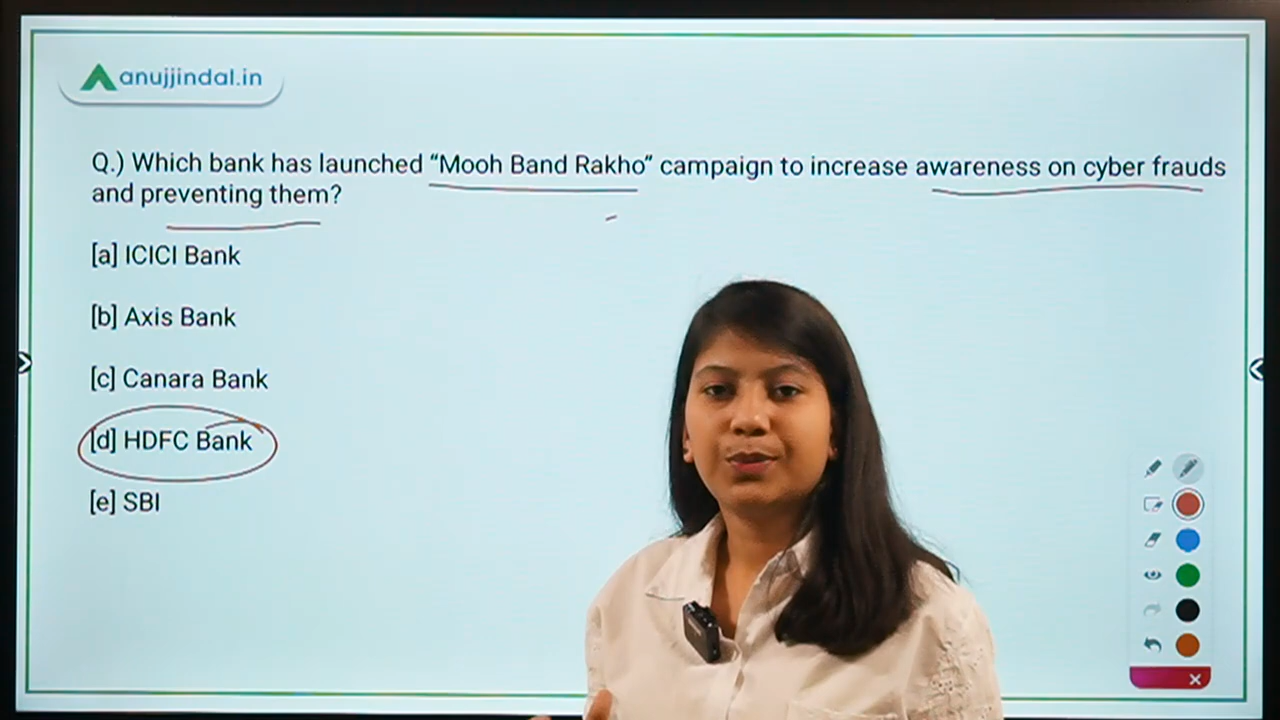 anujjindal.in
Q.) Which bank has launched “Mooh Band Rakho” campaign to increase awareness on cyber frauds
and preventing them?
[a] ICICI Bank
[b] Axis Bank
[c] Canara Bank
[d] HDFC Bank
[e] SBI